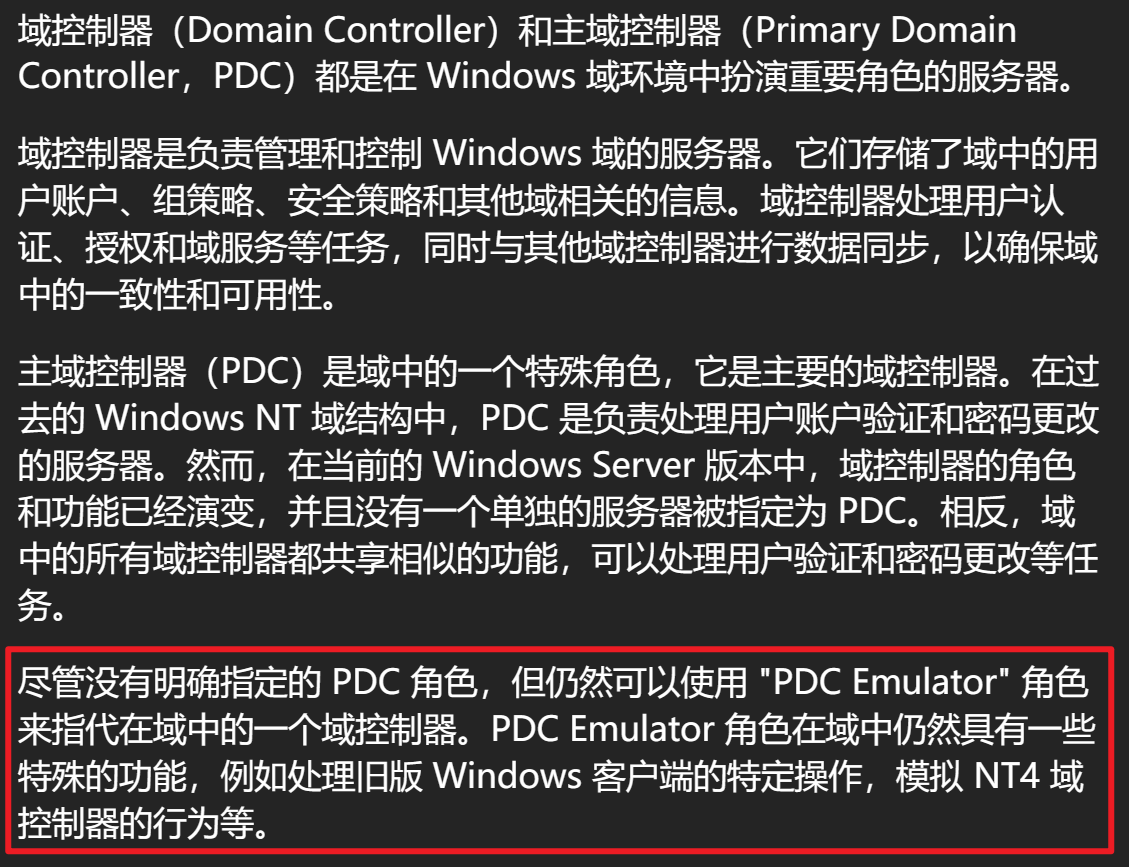 域控制器（Domain Controller）和主域控制器（Primary Domain
Controller，PDC）都是在 Windows 域环境中扮演重要角色的服务器。
域控制器是负责管理和控制 Windows 域的服务器。它们存储了域中的用
户账户、组策略、安全策略和其他域相关的信息。域控制器处理用户认
证、授权和域服务等任务，同时与其他域控制器进行数据同步，以确保域
中的一致性和可用性。
主域控制器（PDC）是域中的一个特殊角色，它是主要的域控制器。在过
去的 Windows NT 域结构中，PDC 是负责处理用户账户验证和密码更改
的服务器。然而，在当前的 Windows Server 版本中，域控制器的角色
和功能已经演变，并且没有一个单独的服务器被指定为 PDC。相反，域
中的所有域控制器都共享相似的功能，可以处理用户验证和密码更改等任
务。
尽管没有明确指定的 PDC 角色，但仍然可以使用 "PDC Emulator" 角色
来指代在域中的一个域控制器。PDC Emulator 角色在域中仍然具有一些
特殊的功能，例如处理旧版 Windows 客户端的特定操作，模拟 NT4 域
控制器的行为等。